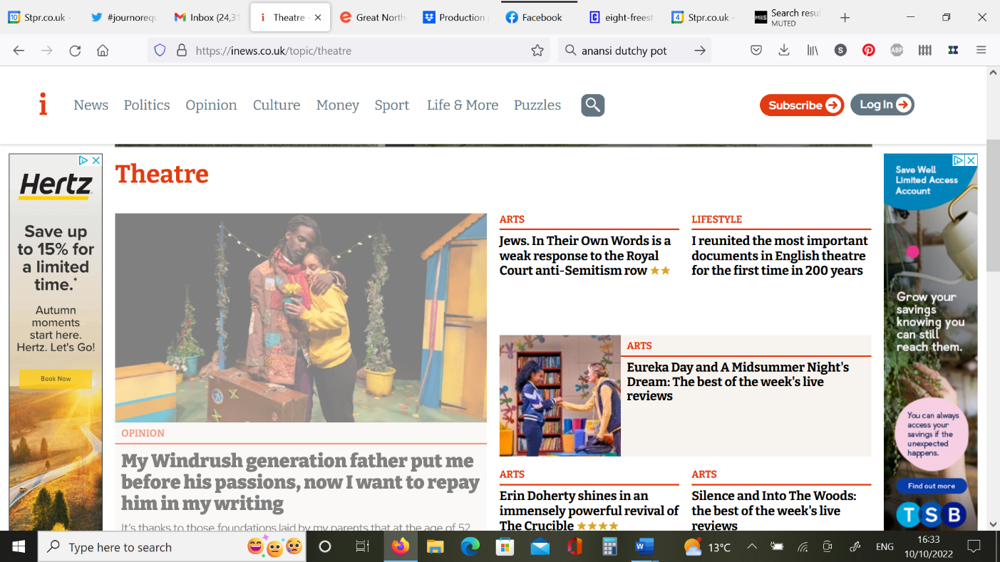 Stpr.co.uk -
#journorequ
Inbox (24,31
Theatre -
Great North
Production
Facebook
eight-freest
Stpr.co.uk -
Search resul
MUTED
https://inews.co.uk/topic/theatre
anansi dutchy pot
i
News
Politics
Opinion
Culture
Money
Sport
Life & More
Puzzles
Subscribe
Log In
Theatre
Hertz
Save up
to 15% for
a limited
time.*
Autumn
moments
start here.
Hertz. Let's Go!
Book Now
OPINION
My Windrush generation father put me
before his passions, now I want to repay
him in my writing
It's thanks to those foundations laid by my parents that at the age of 52
ARTS
Jews. In Their Own Words is a
weak response to the Royal
Court anti-Semitism row ★★
LIFESTYLE
I reunited the most important
documents in English theatre
for the first time in 200 years
ARTS
Eureka Day and A Midsummer Night's
Dream: The best of the week's live
reviews
ARTS
Erin Doherty shines in an
immensely powerful revival of
The Crucible ★★★★
ARTS
Silence and Into The Woods:
the best of the week's live
reviews
Save Well
Limited Access
Account
Grow your
savings
knowing you
can still
reach them.
You can always
access your
savings if the
unexpected
happens.
Find out more
TSB
Type here to search
13°C
ENG
16:33
10/10/2022